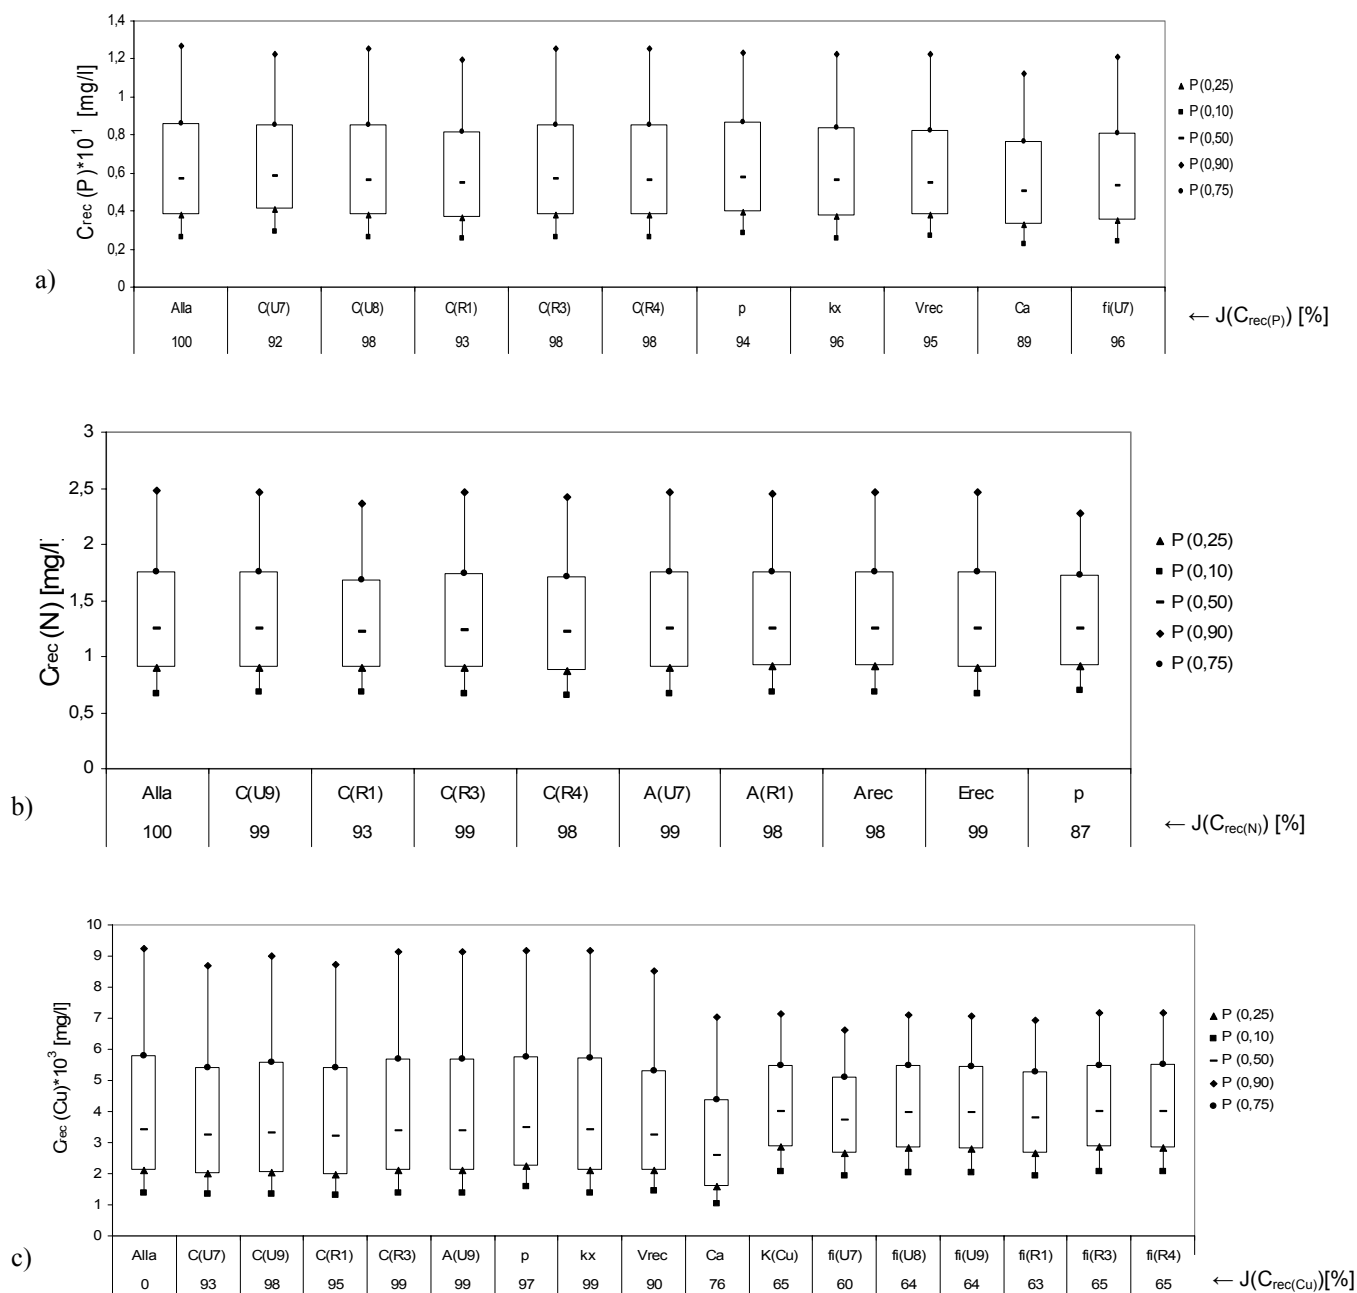 1,4
1,2
1
0,8
0,6
0,4
0,2
0
Crec (P)*10⁻¹ [mg/l]
P(0,25)
P(0,10)
P(0,50)
P(0,90)
P(0,75)
a)
Alla C(U7) C(U8) C(R1) C(R3) C(R4) p kx Vrec Ca fi(U7)
100 92 98 93 98 98 94 96 95 89 96
← J(Crec(P)) [%]
3
2,5
2
1,5
1
0,5
0
Crec (N) [mg/l]
P (0,25)
P (0,10)
P (0,50)
P (0,90)
P (0,75)
b)
Alla C(U9) C(R1) C(R3) C(R4) A(U7) A(R1) Arec Erec p
100 99 93 99 98 99 98 98 99 87
← J(Crec(N)) [%]
10
9
8
7
6
5
4
3
2
1
0
Crec (Cu)*10³ [mg/l]
P (0,25)
P (0,10)
P (0,50)
P (0,90)
P (0,75)
c)
Alla C(U7) C(U9) C(R1) C(R3) A(U9) p kx Vrec Ca K(Cu) fi(U7) fi(U8) fi(U9) fi(R1) fi(R3) fi(R4)
0 93 98 95 99 99 97 99 90 76 65 60 64 64 63 65 65
← J(Crec(Cu))[%]